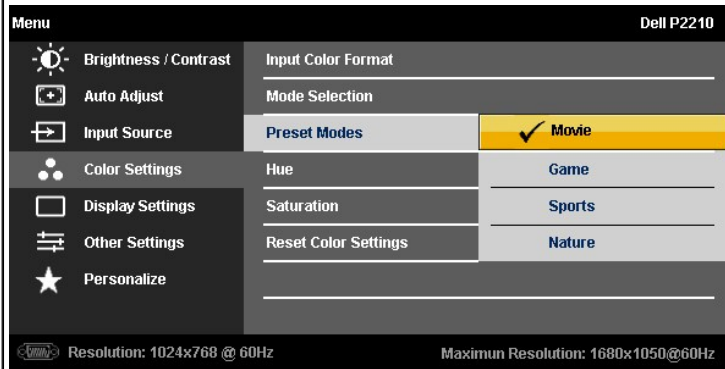 Menu Dell P2210
Brightness / Contrast Input Color Format
Auto Adjust Mode Selection
Input Source Preset Modes Movie
Color Settings Hue Game
Display Settings Saturation Sports
Other Settings Reset Color Settings Nature
Personalize
Resolution: 1024x768 @ 60Hz Maximun Resolution: 1680x1050@60Hz